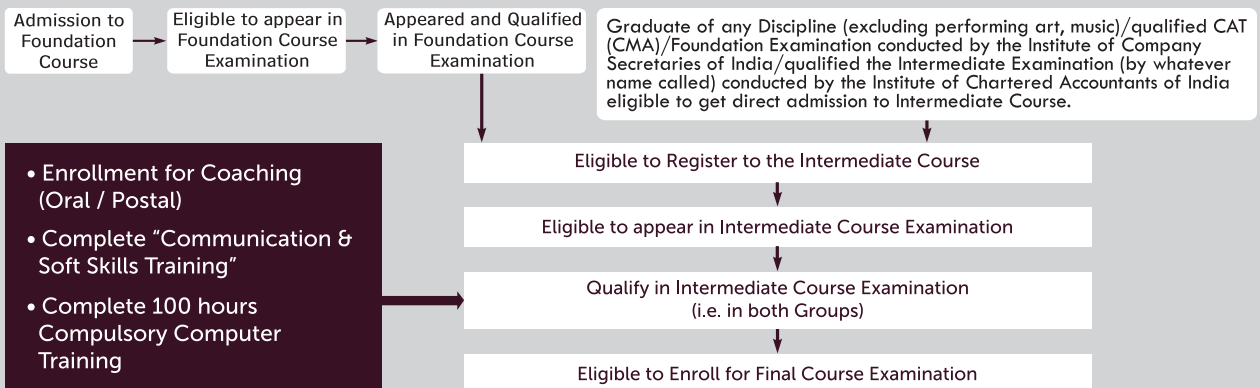 Admission to
Foundation
Course
Eligible to appear in
Foundation Course
Examination
Appeared and Qualified
in Foundation Course
Examination
Graduate of any Discipline (excluding performing art, music)/qualified CAT
(CMA)/Foundation Examination conducted by the Institute of Company
Secretaries of India/qualified the Intermediate Examination (by whatever
name called) conducted by the Institute of Chartered Accountants of India
eligible to get direct admission to Intermediate Course.
• Enrollment for Coaching
(Oral / Postal)
• Complete “Communication &
Soft Skills Training”
• Complete 100 hours
Compulsory Computer
Training
Eligible to Register to the Intermediate Course
Eligible to appear in Intermediate Course Examination
Qualify in Intermediate Course Examination
(i.e. in both Groups)
Eligible to Enroll for Final Course Examination